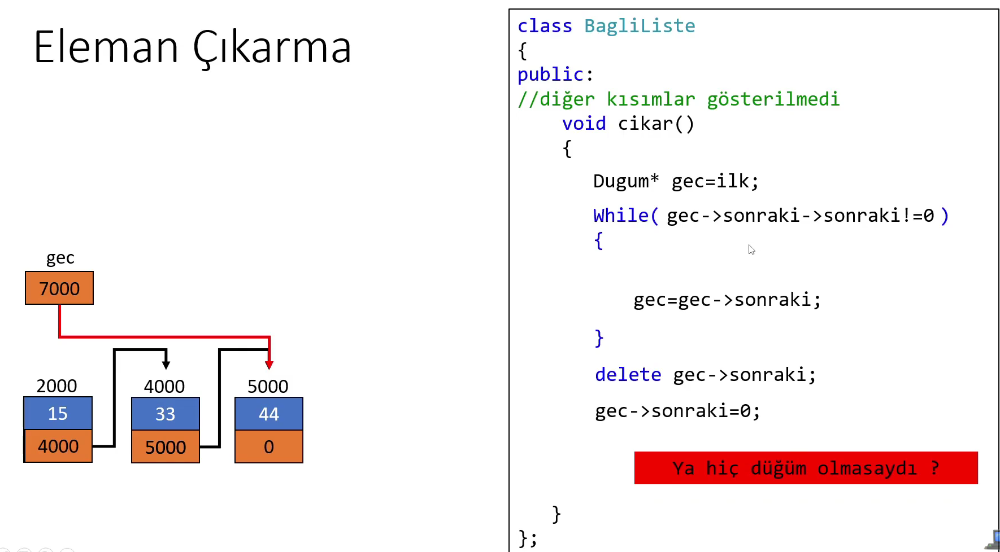 Eleman Çıkarma
gec
7000
2000 4000 5000
15 33 44
4000 5000 0
class BagliListe
{
public:
//diğer kısımlar gösterilmedi
void cikar()
{
Dugum* gec=ilk;
While( gec->sonraki->sonraki!=0 )
{
gec=gec->sonraki;
}
delete gec->sonraki;
gec->sonraki=0;
Ya hiç düğüm olmasaydı ?
}
};